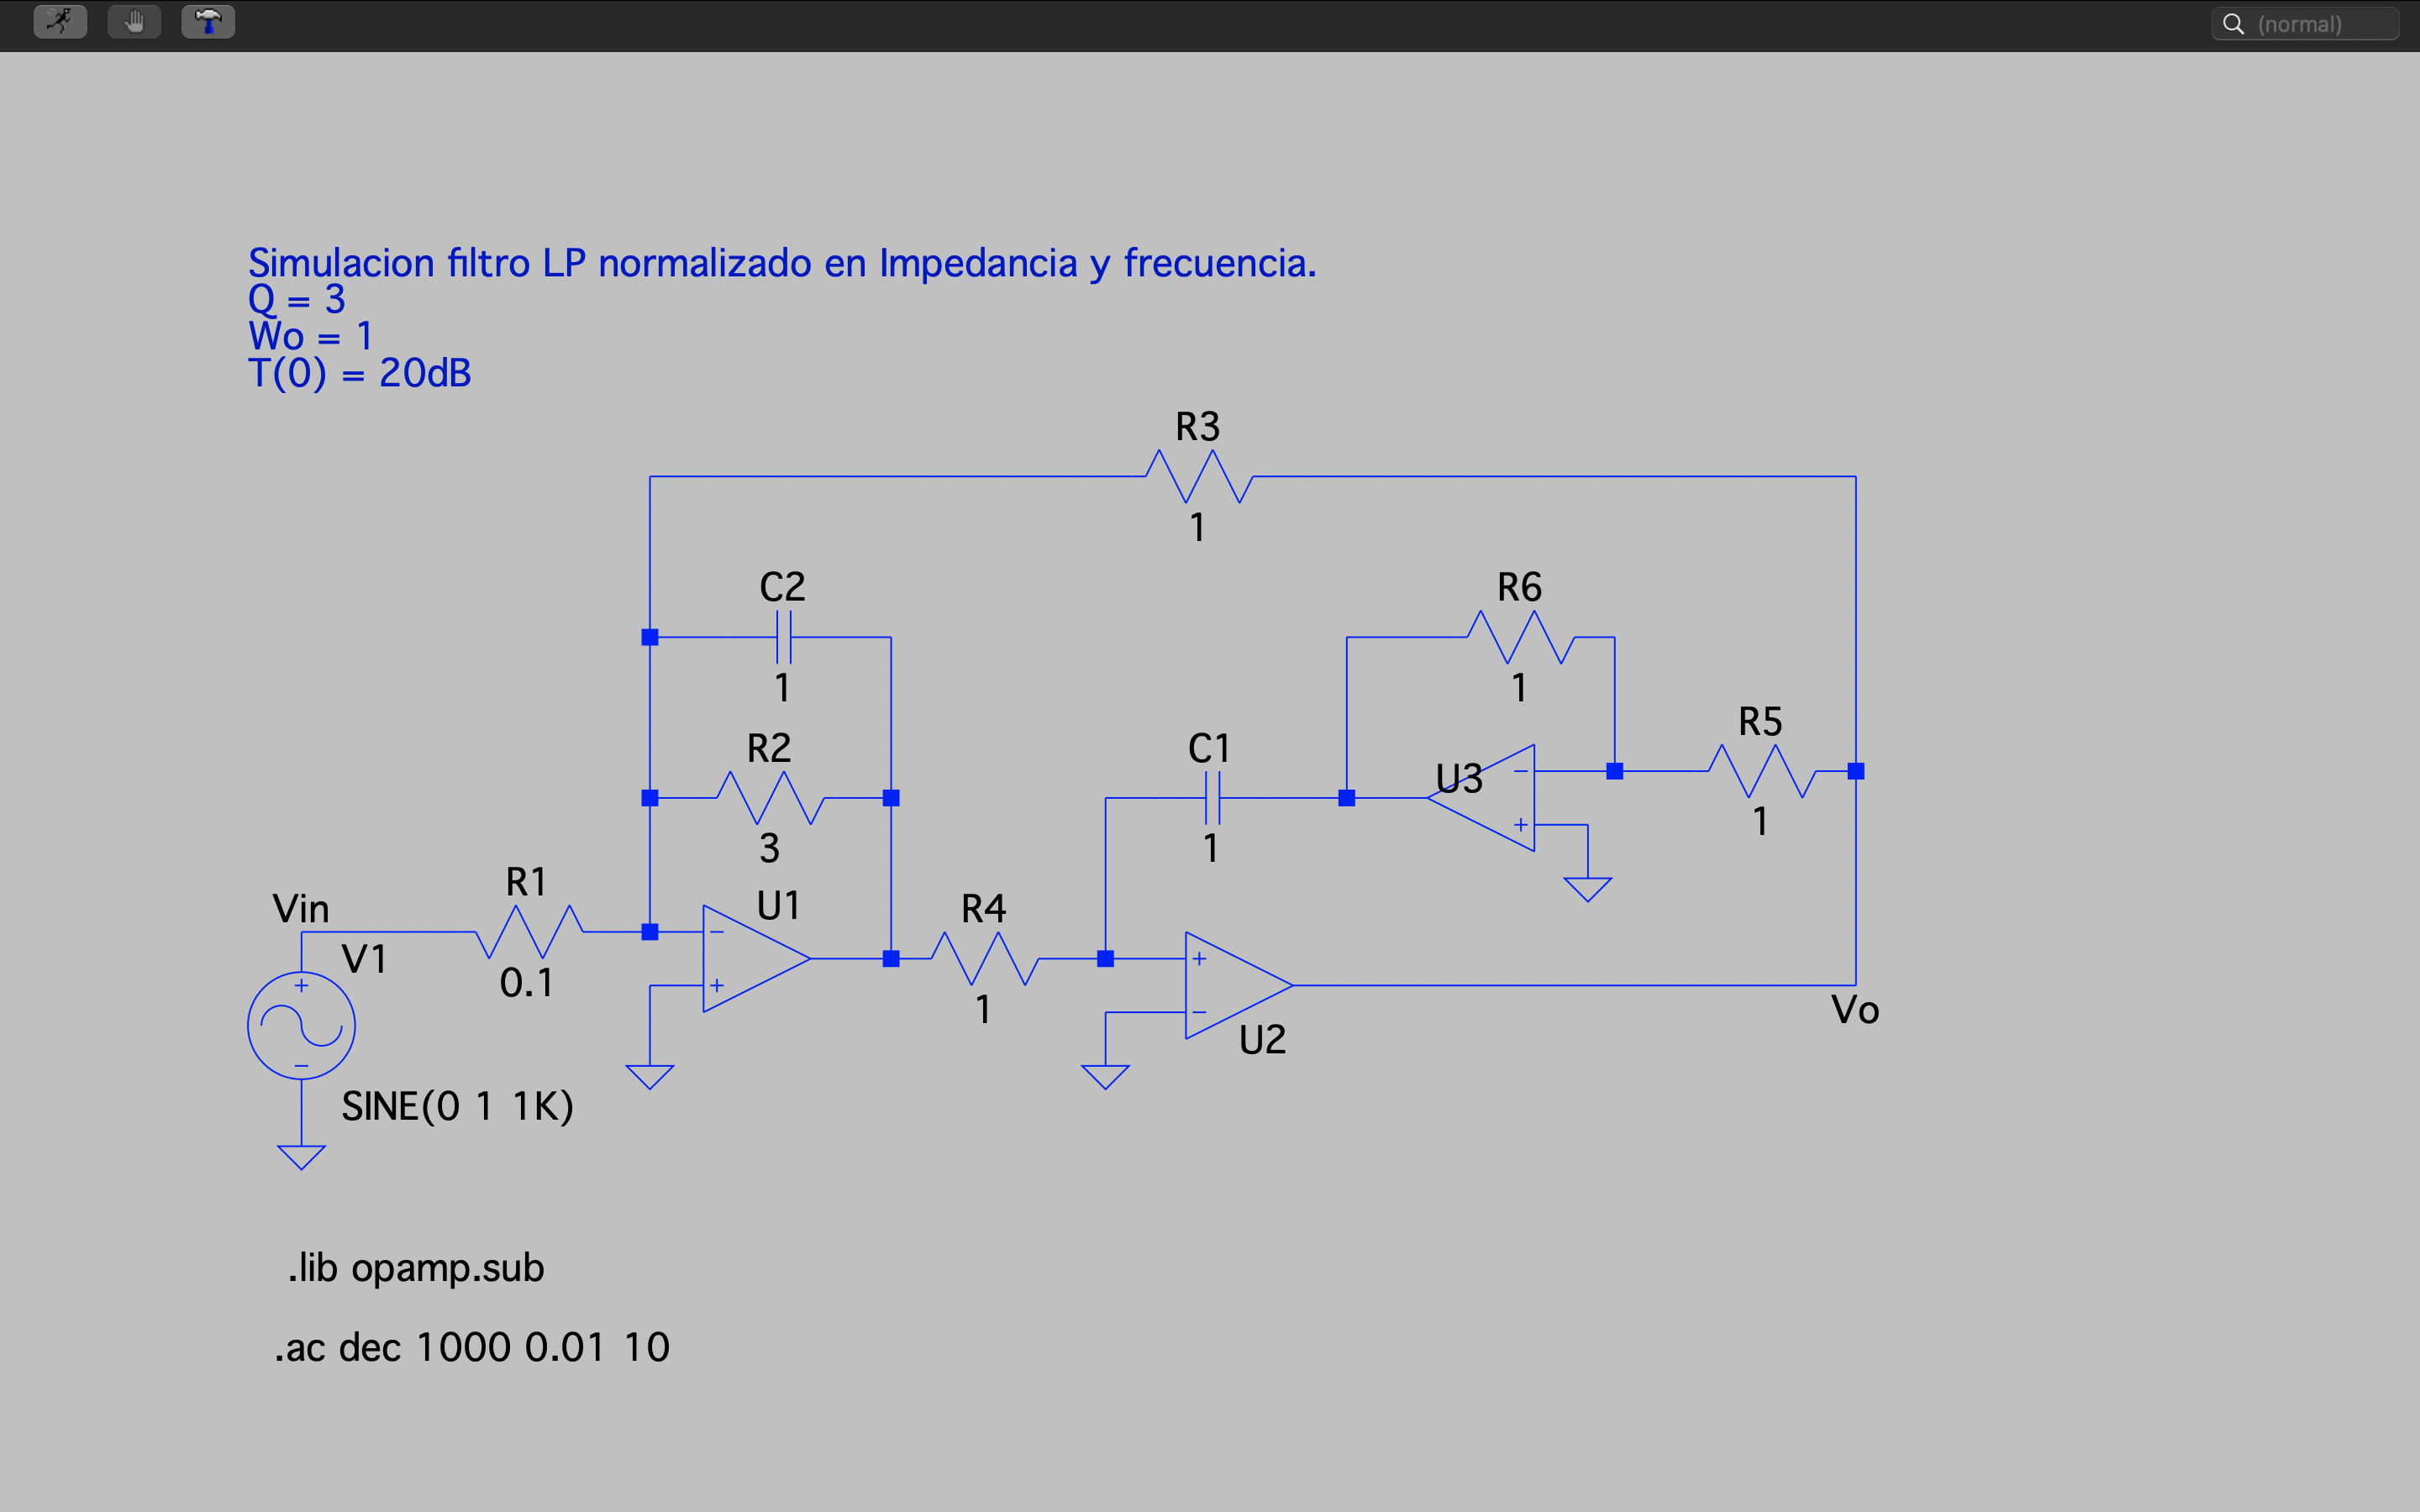 (normal)
Simulacion filtro LP normalizado en Impedancia y frecuencia.
Q = 3
Wo = 1
T(0) = 20dB
R3
1
C2
1
R6
1
R2
3
C1
1
U3
R5
1
Vin
V1
R1
0.1
U1
R4
1
U2
Vo
SINE(0 1 1K)
.lib opamp.sub
.ac dec 1000 0.01 10